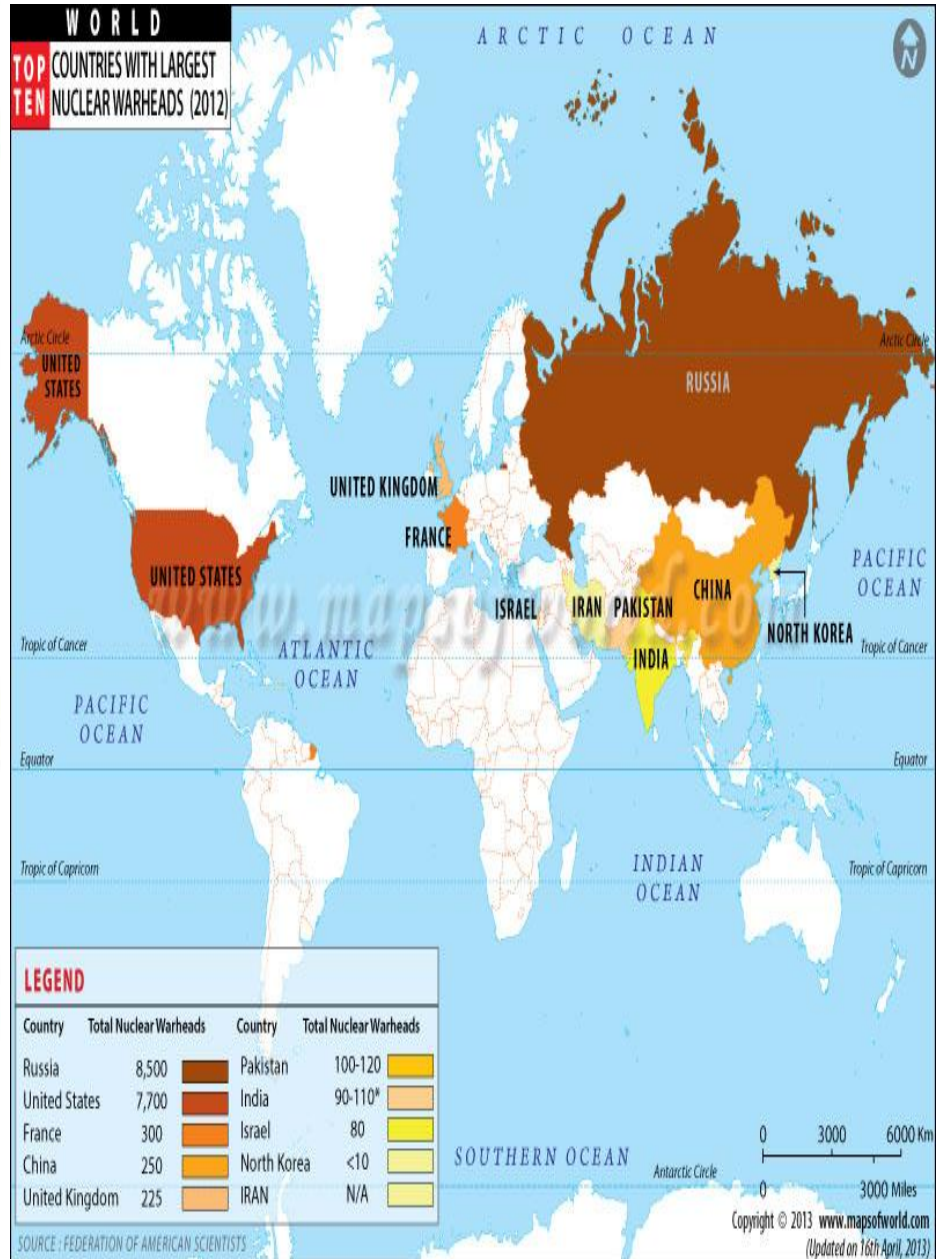 WORLD
TOP TEN
COUNTRIES WITH LARGEST
NUCLEAR WARHEADS (2012)
ARCTIC OCEAN
N
Arctic Circle
Arctic Circle
UNITED
STATES
RUSSIA
UNITED KINGDOM
FRANCE
UNITED STATES
PACIFIC
OCEAN
ISRAEL
IRAN
PAKISTAN
CHINA
NORTH KOREA
www.mapsofworld.com
Tropic of Cancer
Tropic of Cancer
ATLANTIC
OCEAN
INDIA
PACIFIC
OCEAN
Equator
Equator
Tropic of Capricorn
Tropic of Capricorn
INDIAN
OCEAN
LEGEND
Country Total Nuclear Warheads Country Total Nuclear Warheads
Russia 8,500 Pakistan 100-120
United States 7,700 India 90-110*
France 300 Israel 80
China 250 North Korea <10
United Kingdom 225 IRAN N/A
SOURCE : FEDERATION OF AMERICAN SCIENTISTS
SOUTHERN OCEAN
Antarctic Circle
0 3000 6000 Km
0 3000 Miles
Copyright © 2013 www.mapsofworld.com
(Updated on 16th April, 2013)